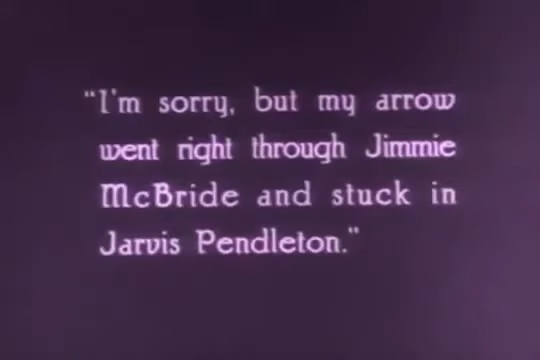 "I'm sorry, but my arrow
went right through Jimmie
McBride and stuck in
Jarvis Pendleton."